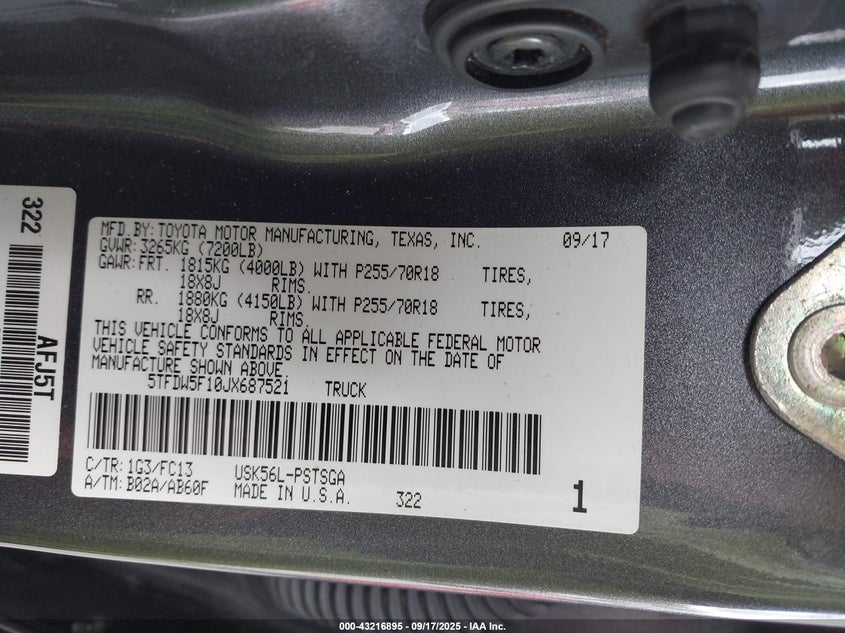 322
AFJ5T
MFD.BY:TOYOTA MOTOR MANUFACTURING, TEXAS, INC. 09/17
GVWR:3265KG (7200LB)
GAWR:FRT. 1815KG (4000LB) WITH P255/70R18 TIRES,
18X8J RIMS.
RR. 1880KG (4150LB) WITH P255/70R18 TIRES,
18X8J RIMS.
THIS VEHICLE CONFORMS TO ALL APPLICABLE FEDERAL MOTOR
VEHICLE SAFETY STANDARDS IN EFFECT ON THE DATE OF
MANUFACTURE SHOWN ABOVE.
5TFDW5F10JX687521 TRUCK
C/TR:1G3/FC13 USK56L-PSTSGA
A/TM:B02A/AB60F MADE IN U.S.A. 322 1
000-43216895 - 09/17/2025 - IAA Inc.